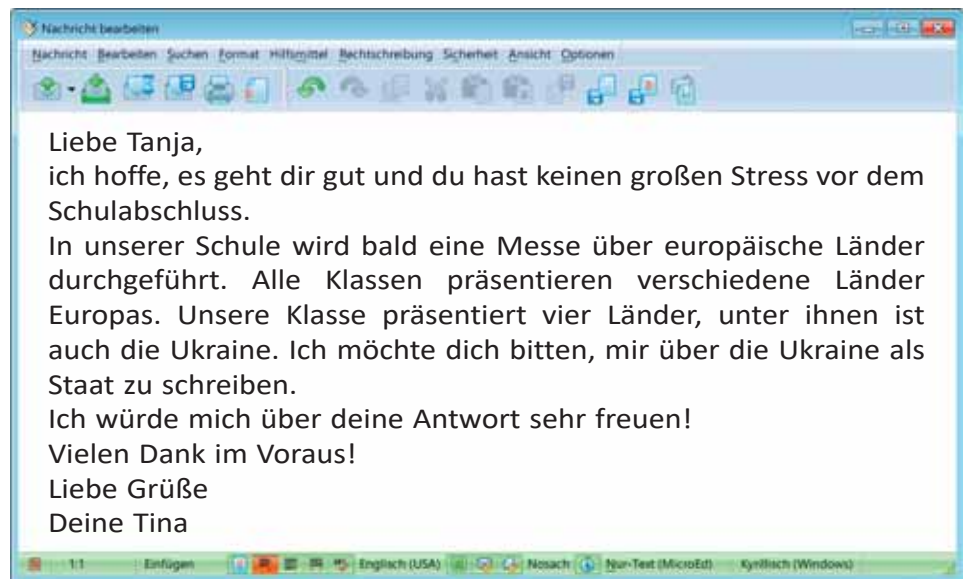 Nachricht bearbeiten
Nachricht Bearbeiten Suchen Format Hilfsmittel Rechtschreibung Sicherheit Ansicht Optionen
Liebe Tanja,
ich hoffe, es geht dir gut und du hast keinen großen Stress vor dem
Schulabschluss.
In unserer Schule wird bald eine Messe über europäische Länder
durchgeführt. Alle Klassen präsentieren verschiedene Länder
Europas. Unsere Klasse präsentiert vier Länder, unter ihnen ist
auch die Ukraine. Ich möchte dich bitten, mir über die Ukraine als
Staat zu schreiben.
Ich würde mich über deine Antwort sehr freuen!
Vielen Dank im Voraus!
Liebe Grüße
Deine Tina
1:1 Einfügen Englisch (USA) Nosach Nur-Text (MicroEd) Kyrillisch (Windows)